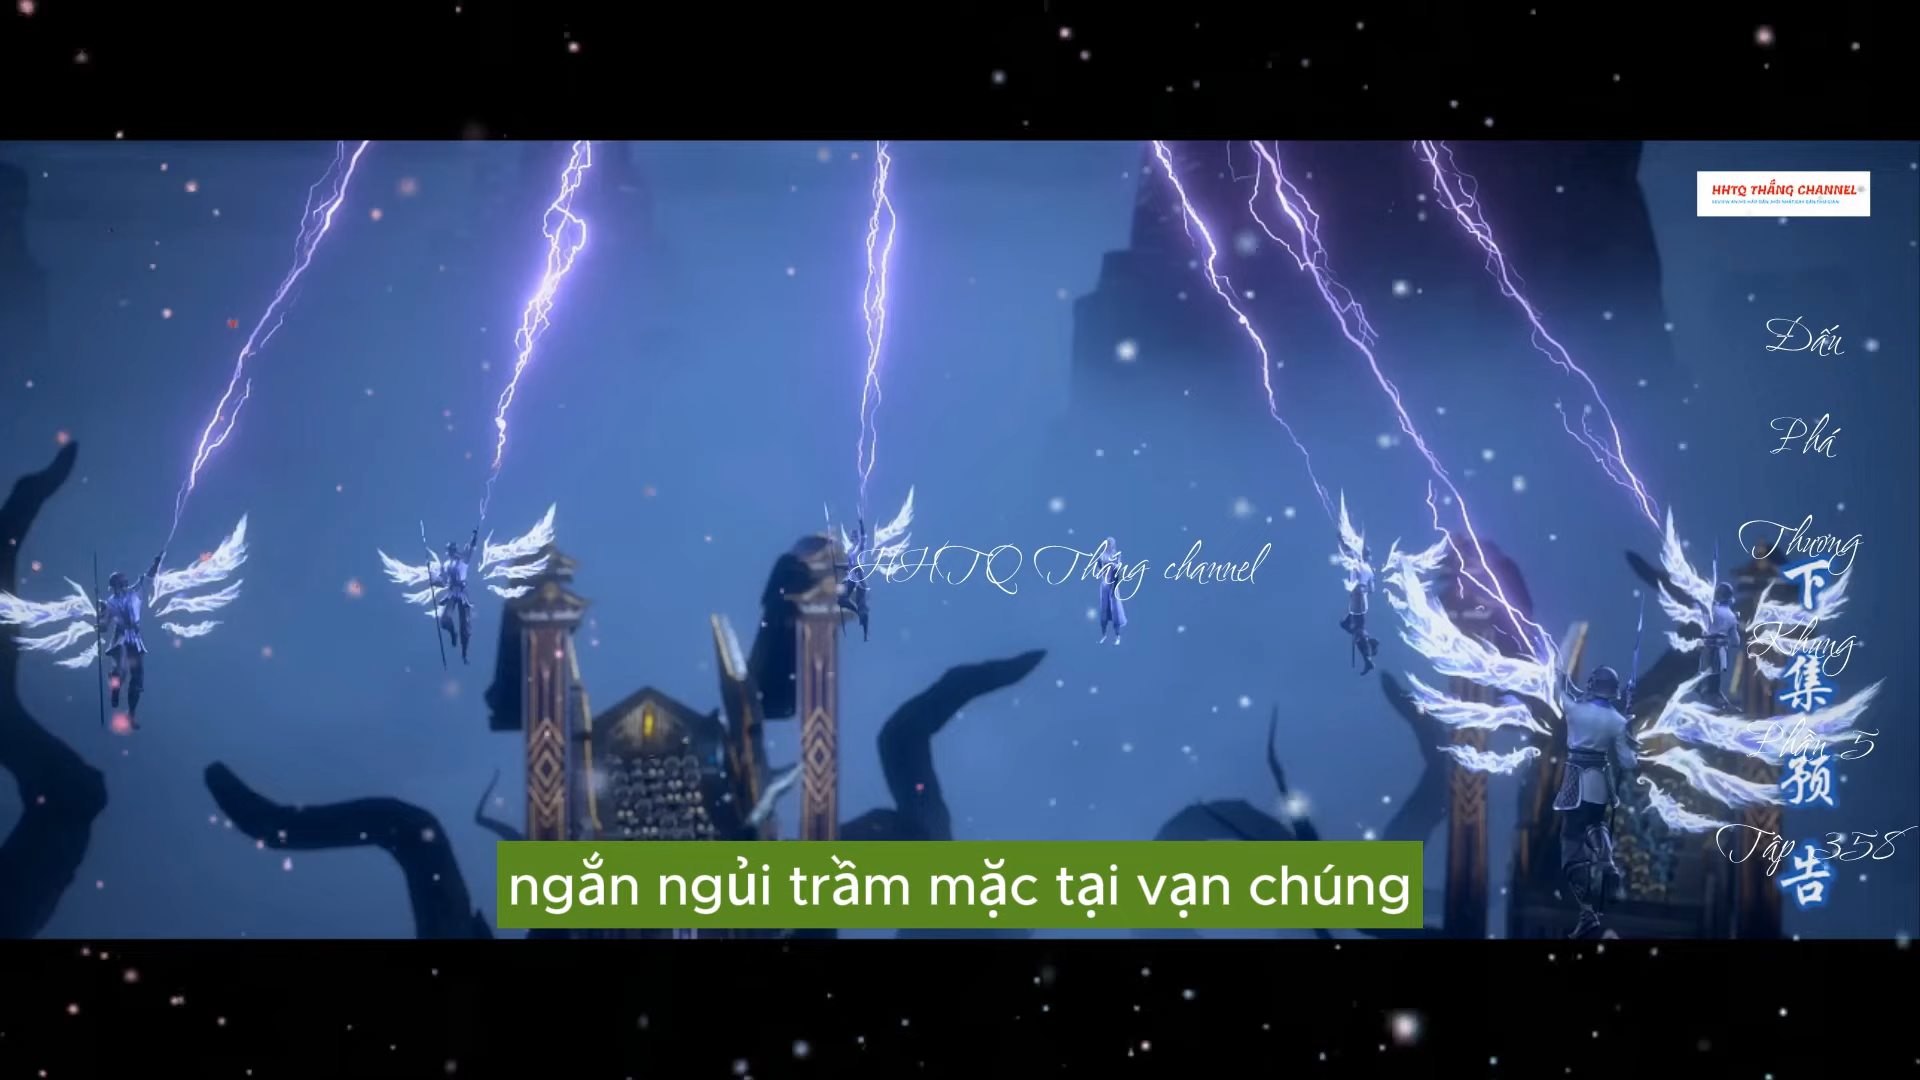 HHTQ THẮNG CHANNEL
Đấu
Phá
Thương
Khung
Phần 5
Tập 358
下集预告
HHTQ Thắng channel
ngắn ngủi trầm mặc tại vạn chúng